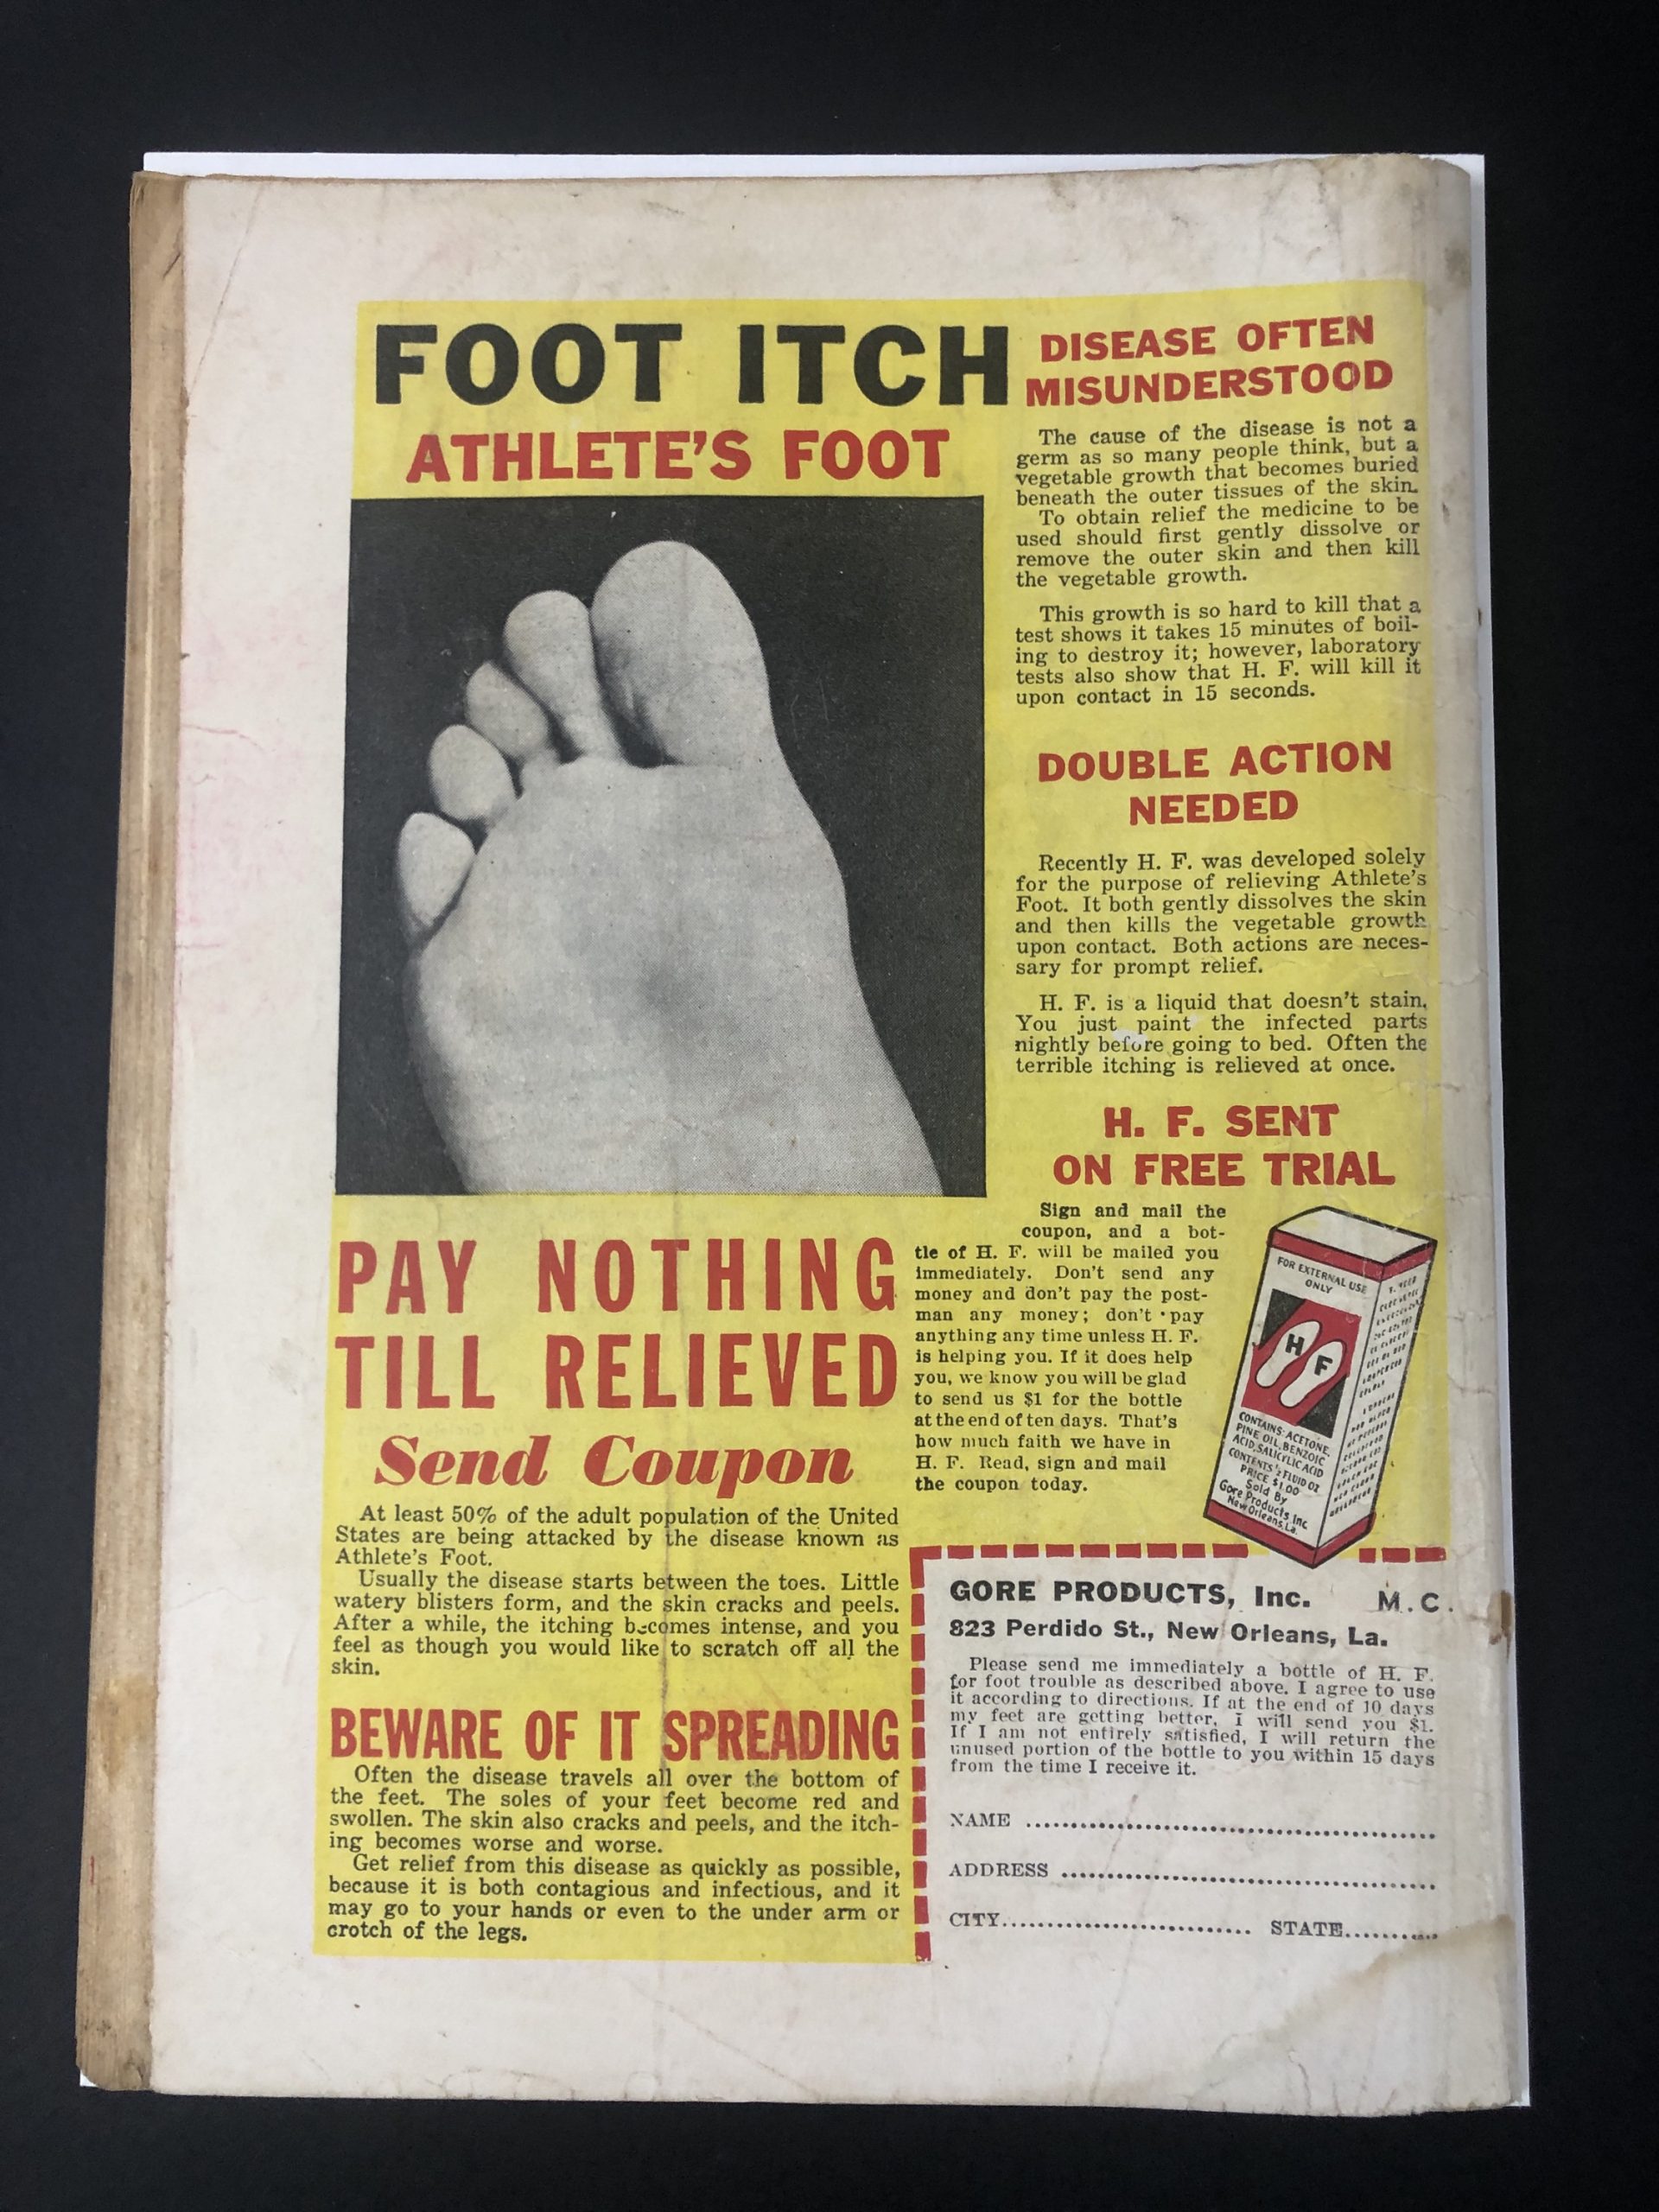 FOOT ITCH
ATHLETE'S FOOT
PAY NOTHING
TILL RELIEVED
Send Coupon
At least 50% of the adult population of the United
States are being attacked by the disease known as
Athlete's Foot.
Usually the disease starts between the toes. Little
watery blisters form, and the skin cracks and peels.
After a while, the itching becomes intense, and you
feel as though you would like to scratch off all the
skin.
BEWARE OF IT SPREADING
Often the disease travels all over the bottom of
the feet. The soles of your feet become red and
swollen. The skin also cracks and peels, and the itch-
ing becomes worse and worse.
Get relief from this disease as quickly as possible,
because it is both contagious and infectious, and it
may go to your hands or even to the under arm or
crotch of the legs.
DISEASE OFTEN
MISUNDERSTOOD
The cause of the disease is not a
germ as so many people think, but a
vegetable growth that becomes buried
beneath the outer tissues of the skin.
To obtain relief the medicine to be
used should first gently dissolve or
remove the outer skin and then kill
the vegetable growth.
This growth is so hard to kill that a
test shows it takes 15 minutes of boil-
ing to destroy it; however, laboratory
tests also show that H. F. will kill it
upon contact in 15 seconds.
DOUBLE ACTION
NEEDED
Recently H. F. was developed solely
for the purpose of relieving Athlete's
Foot. It both gently dissolves the skin
and then kills the vegetable growth
upon contact. Both actions are neces-
sary for prompt relief.
H. F. is a liquid that doesn't stain.
You just paint the infected parts
nightly before going to bed. Often the
terrible itching is relieved at once.
H. F. SENT
ON FREE TRIAL
Sign and mail the
coupon, and a bot-
tle of H. F. will be mailed you
immediately. Don't send any
money and don't pay the post-
man any money; don't pay
anything any time unless H. F.
is helping you. If it does help
you, we know you will be glad
to send us $1 for the bottle
at the end of ten days. That's
how much faith we have in
H. F. Read, sign and mail
the coupon today.
FOR EXTERNAL USE
ONLY
H F
CONTAINS: ACETONE,
PINE OIL, BENZOIC
ACID, SALICYLIC ACID
CONTENTS ½ FLUID OZ
PRICE $1.00
Sold By
Gore Products Inc
New Orleans, La.
GORE PRODUCTS, Inc. M.C.
823 Perdido St., New Orleans, La.
Please send me immediately a bottle of H. F.
for foot trouble as described above. I agree to use
it according to directions. If at the end of 10 days
my feet are getting better, I will send you $1.
If I am not entirely satisfied, I will return the
unused portion of the bottle to you within 15 days
from the time I receive it.
NAME
ADDRESS
CITY STATE